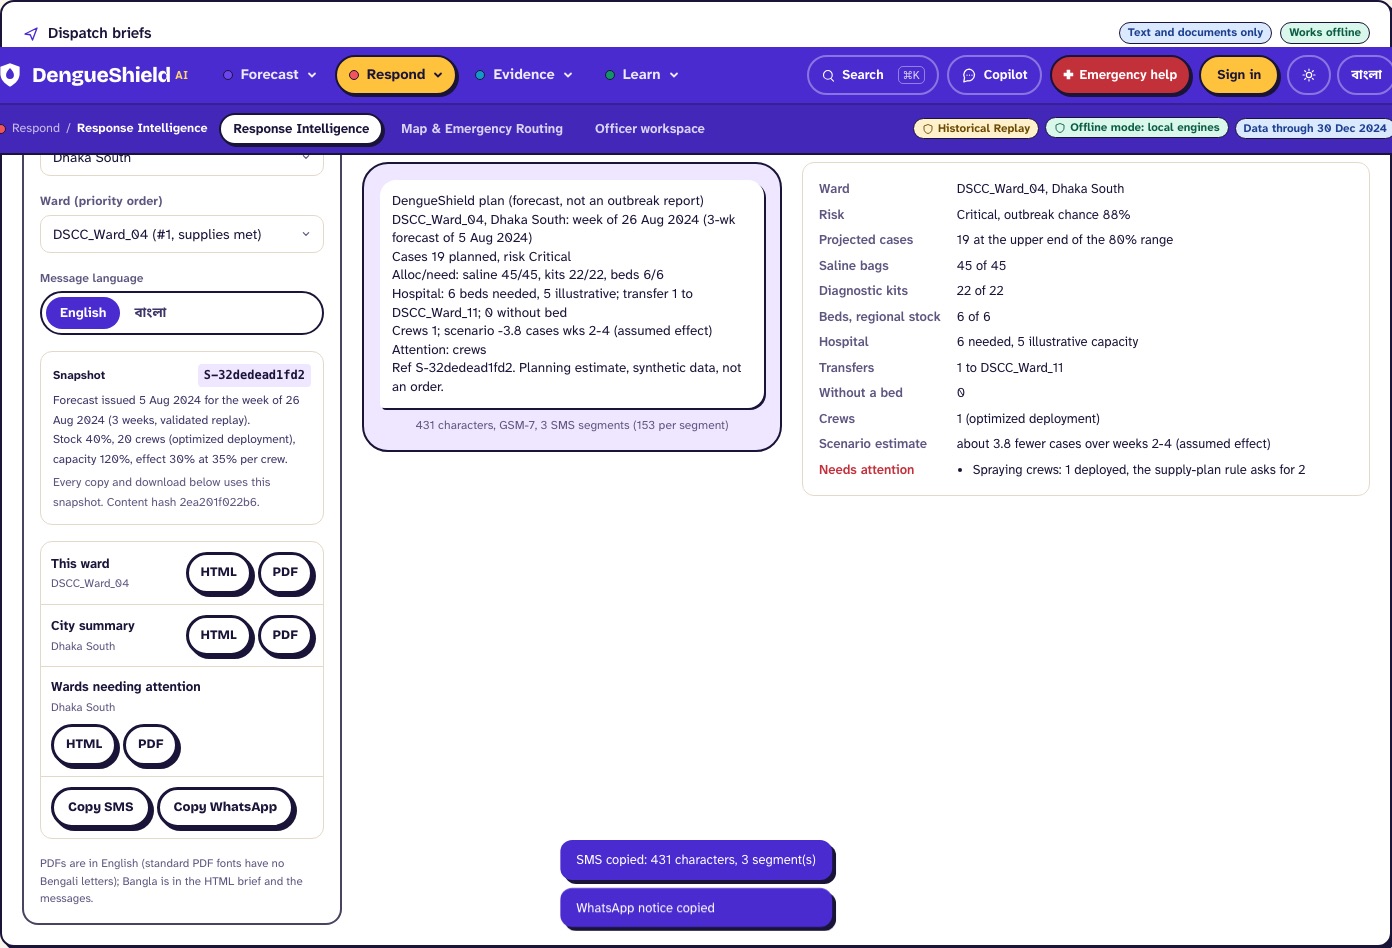 Dispatch briefs
Text and documents only
Works offline
DengueShield AI
Forecast
Respond
Evidence
Learn
Search
⌘K
Copilot
Emergency help
Sign in
বাংলা
Respond / Response Intelligence
Response Intelligence
Map & Emergency Routing
Officer workspace
Historical Replay
Offline mode: local engines
Data through 30 Dec 2024
Dhaka South
Ward (priority order)
DSCC_Ward_04 (#1, supplies met)
Message language
English
বাংলা
Snapshot
S-32dedead1fd2
Forecast issued 5 Aug 2024 for the week of 26
Aug 2024 (3 weeks, validated replay).
Stock 40%, 20 crews (optimized deployment),
capacity 120%, effect 30% at 35% per crew.
Every copy and download below uses this
snapshot. Content hash 2ea201f022b6.
This ward
DSCC_Ward_04
HTML
PDF
City summary
Dhaka South
HTML
PDF
Wards needing attention
Dhaka South
HTML
PDF
Copy SMS
Copy WhatsApp
PDFs are in English (standard PDF fonts have no
Bengali letters); Bangla is in the HTML brief and the
messages.
DengueShield plan (forecast, not an outbreak report)
DSCC_Ward_04, Dhaka South: week of 26 Aug 2024 (3-wk
forecast of 5 Aug 2024)
Cases 19 planned, risk Critical
Alloc/need: saline 45/45, kits 22/22, beds 6/6
Hospital: 6 beds needed, 5 illustrative; transfer 1 to
DSCC_Ward_11; 0 without bed
Crews 1; scenario -3.8 cases wks 2-4 (assumed effect)
Attention: crews
Ref S-32dedead1fd2. Planning estimate, synthetic data, not
an order.
431 characters, GSM-7, 3 SMS segments (153 per segment)
Ward DSCC_Ward_04, Dhaka South
Risk Critical, outbreak chance 88%
Projected cases 19 at the upper end of the 80% range
Saline bags 45 of 45
Diagnostic kits 22 of 22
Beds, regional stock 6 of 6
Hospital 6 needed, 5 illustrative capacity
Transfers 1 to DSCC_Ward_11
Without a bed 0
Crews 1 (optimized deployment)
Scenario estimate about 3.8 fewer cases over weeks 2-4 (assumed effect)
Needs attention • Spraying crews: 1 deployed, the supply-plan rule asks for 2
SMS copied: 431 characters, 3 segment(s)
WhatsApp notice copied